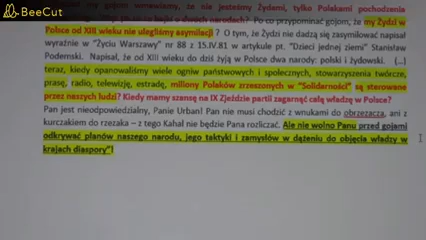 BeeCut
my gojom wmawiamy, że nie jesteśmy Żydami, tylko Polakami pochodzenia
o dwóch narodach? Po co przypominać gojom, że my Żydzi w
Polsce od XIII wieku nie ulegliśmy asymilacji ? O tym, że Żydzi nie dadzą się zasymilować napisał
wyraźnie w "Życiu Warszawy" nr 88 z 15.IV.81 w artykule pt. "Dzieci jednej ziemi" Stanisław
Podemski. Napisał, że od XIII wieku do dziś żyją w Polsce dwa narody: polski i żydowski. (...)
teraz, kiedy opanowaliśmy wiele ogniw państwowych i społecznych, stowarzyszenia twórcze,
prasę, radio, telewizję, estradę, miliony Polaków zrzeszonych w "Solidarności" są sterowane
przez naszych ludzi? Kiedy mamy szansę na IX Zjeździe partii zagarnąć całą władzę w Polsce?
Pan jest nieodpowiedzialny, Panie Urban! Pan nie musi chodzić z wnukami do obrzezacza, ani z
kurczakiem do rzezaka – z tego Kahał nie będzie Pana rozliczać. Ale nie wolno Panu przed gojami
odkrywać planów naszego narodu, jego taktyki i zamysłów w dążeniu do objęcia władzy w
krajach diaspory"!